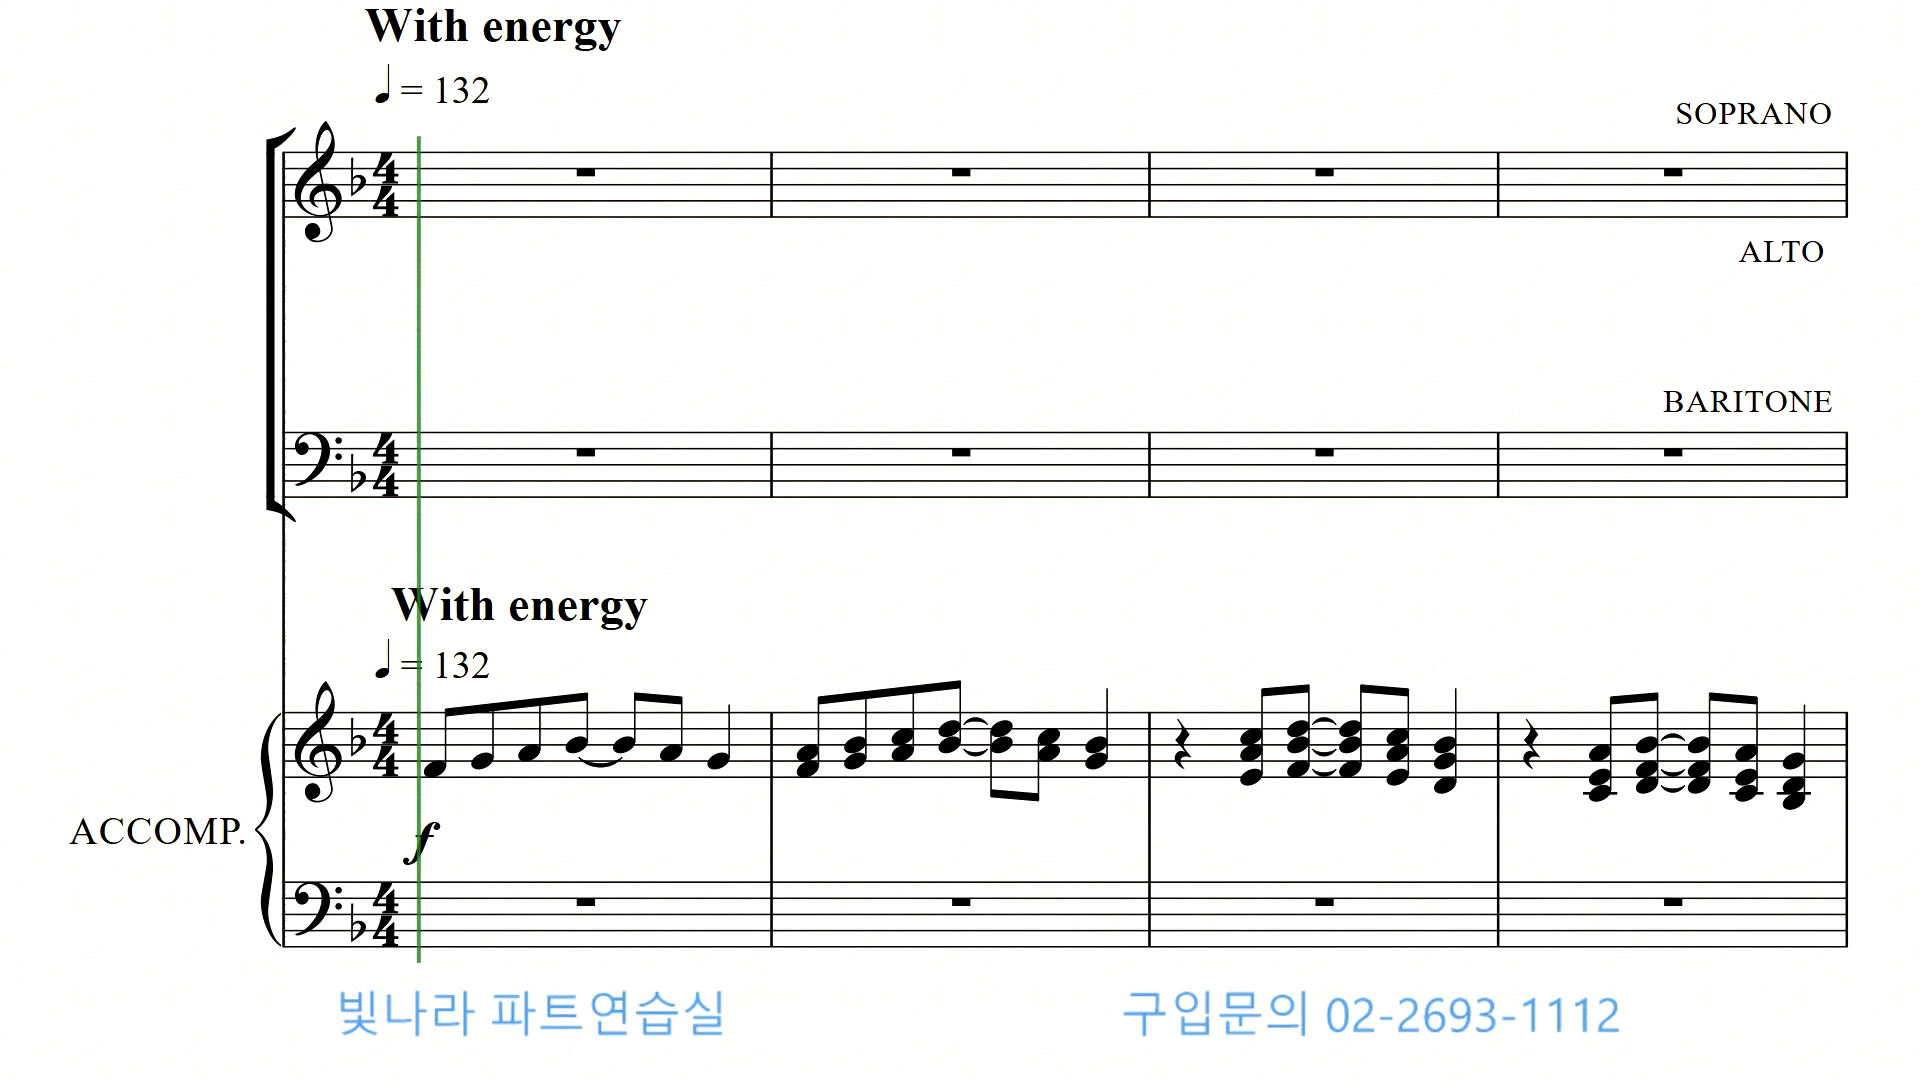 With energy
♩ = 132
SOPRANO
ALTO
BARITONE
With energy
♩ = 132
ACCOMP.
f
빛나라 파트연습실
구입문의 02-2693-1112